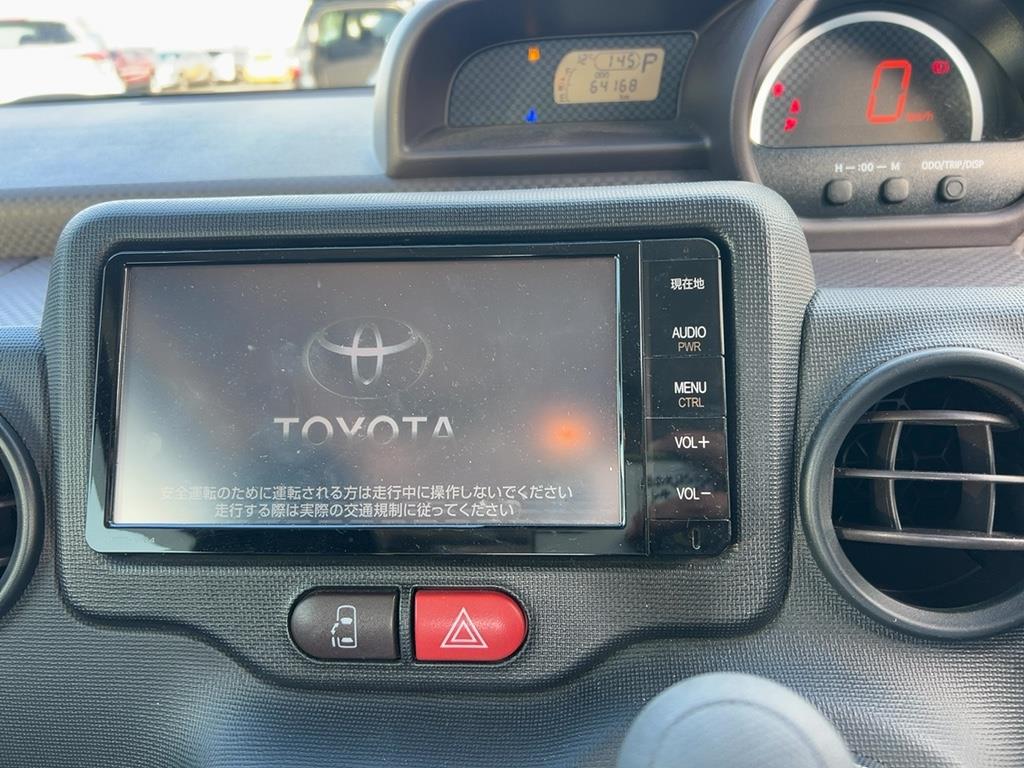 12
145
P
64168
0
km/h
H
:00
M
ODO/TRIP/DISP
現在地
AUDIO
PWR
MENU
CTRL
VOL+
VOL−
TOYOTA
安全運転のために運転される方は走行中に操作しないでください
走行する際は実際の交通規制に従ってください